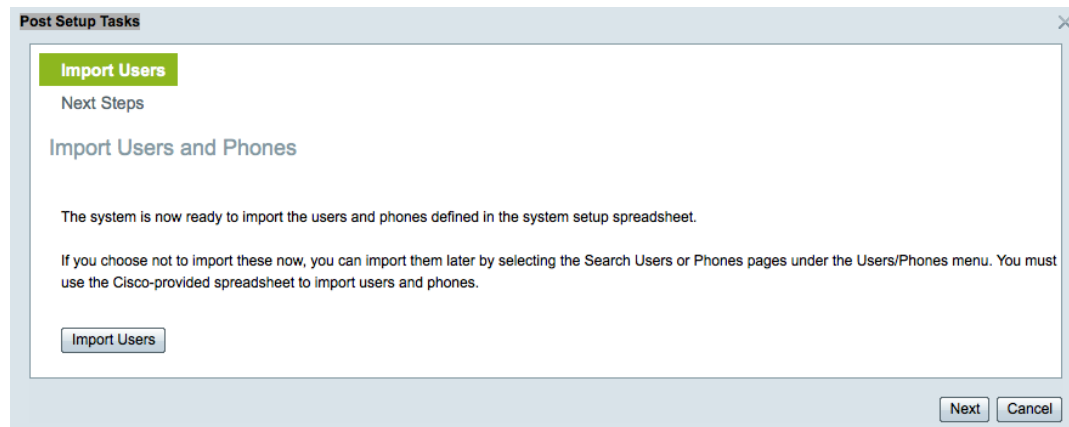 Post Setup Tasks
Import Users
Next Steps
Import Users and Phones
The system is now ready to import the users and phones defined in the system setup spreadsheet.
If you choose not to import these now, you can import them later by selecting the Search Users or Phones pages under the Users/Phones menu. You must
use the Cisco-provided spreadsheet to import users and phones.
Import Users
Next Cancel